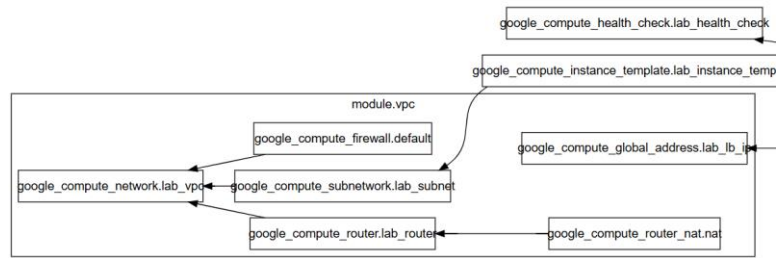 google_compute_health_check.lab_health_check
google_compute_instance_template.lab_instance_temp
module.vpc
google_compute_firewall.default
google_compute_global_address.lab_lb_ip
google_compute_network.lab_vpc
google_compute_subnetwork.lab_subnet
google_compute_router.lab_router
google_compute_router_nat.nat